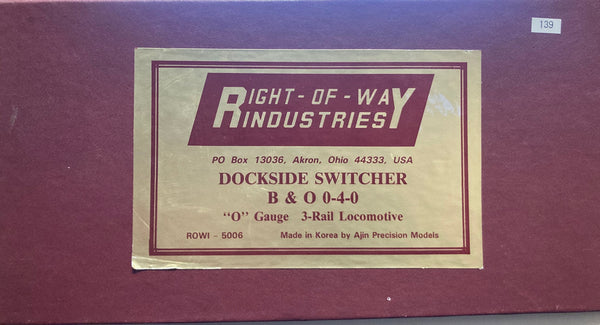 139
RIGHT-OF-WAY
INDUSTRIES
PO Box 13036, Akron, Ohio 44333, USA
DOCKSIDE SWITCHER
B & O 0-4-0
“O” Gauge 3-Rail Locomotive
ROWI - 5006 Made in Korea by Ajin Precision Models